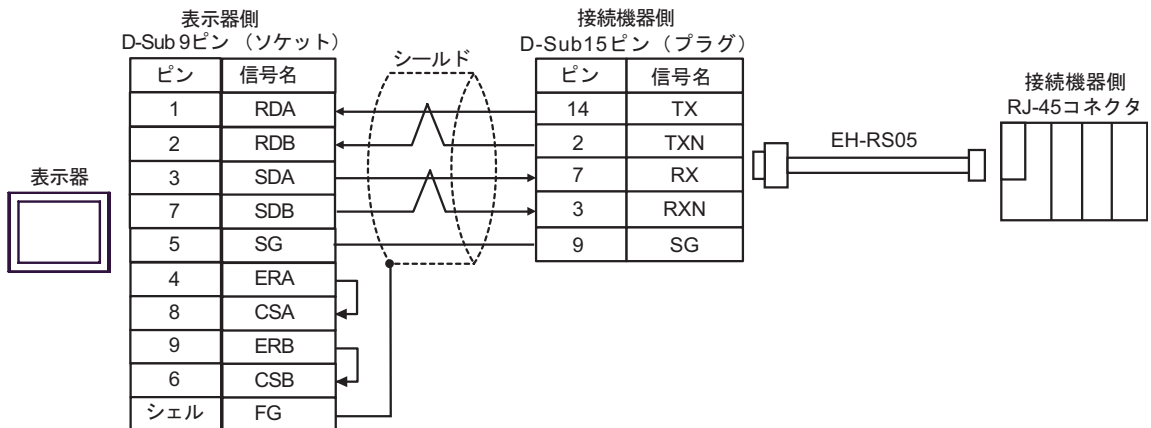 表示器側
D-Sub 9ピン （ソケット）
接続機器側
D-Sub15ピン （プラグ）
シールド
接続機器側
RJ-45コネクタ
表示器
EH-RS05
ピン 信号名
1 RDA
2 RDB
3 SDA
7 SDB
5 SG
4 ERA
8 CSA
9 ERB
6 CSB
シェル FG
ピン 信号名
14 TX
2 TXN
7 RX
3 RXN
9 SG